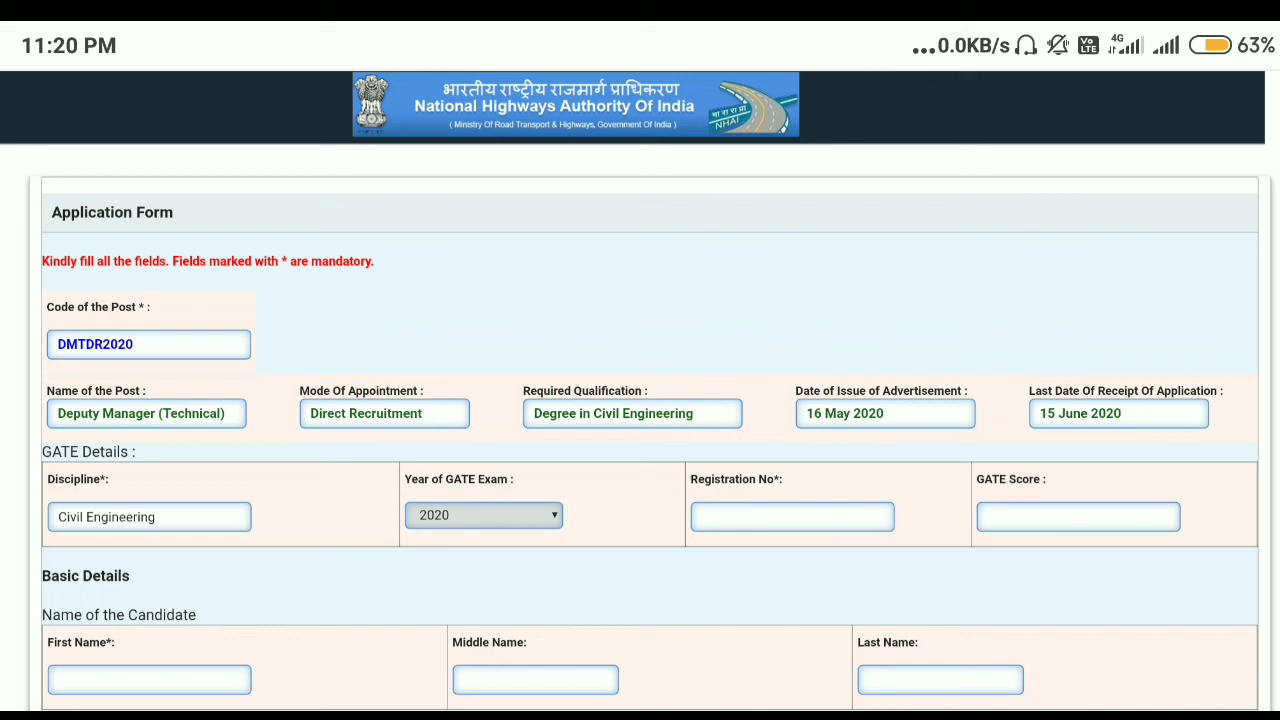 11:20 PM ...0.0KB/s Vo LTE 4G 63%
भारतीय राष्ट्रीय राजमार्ग प्राधिकरण
National Highways Authority Of India
( Ministry Of Road Transport & Highways, Government Of India )
भा रा रा प्रा
NHAI
Application Form
Kindly fill all the fields. Fields marked with * are mandatory.
Code of the Post * :
DMTDR2020
Name of the Post : Mode Of Appointment : Required Qualification : Date of Issue of Advertisement : Last Date Of Receipt Of Application :
Deputy Manager (Technical) Direct Recruitment Degree in Civil Engineering 16 May 2020 15 June 2020
GATE Details :
Discipline*: Year of GATE Exam : Registration No*: GATE Score :
Civil Engineering 2020
Basic Details
Name of the Candidate
First Name*: Middle Name: Last Name: